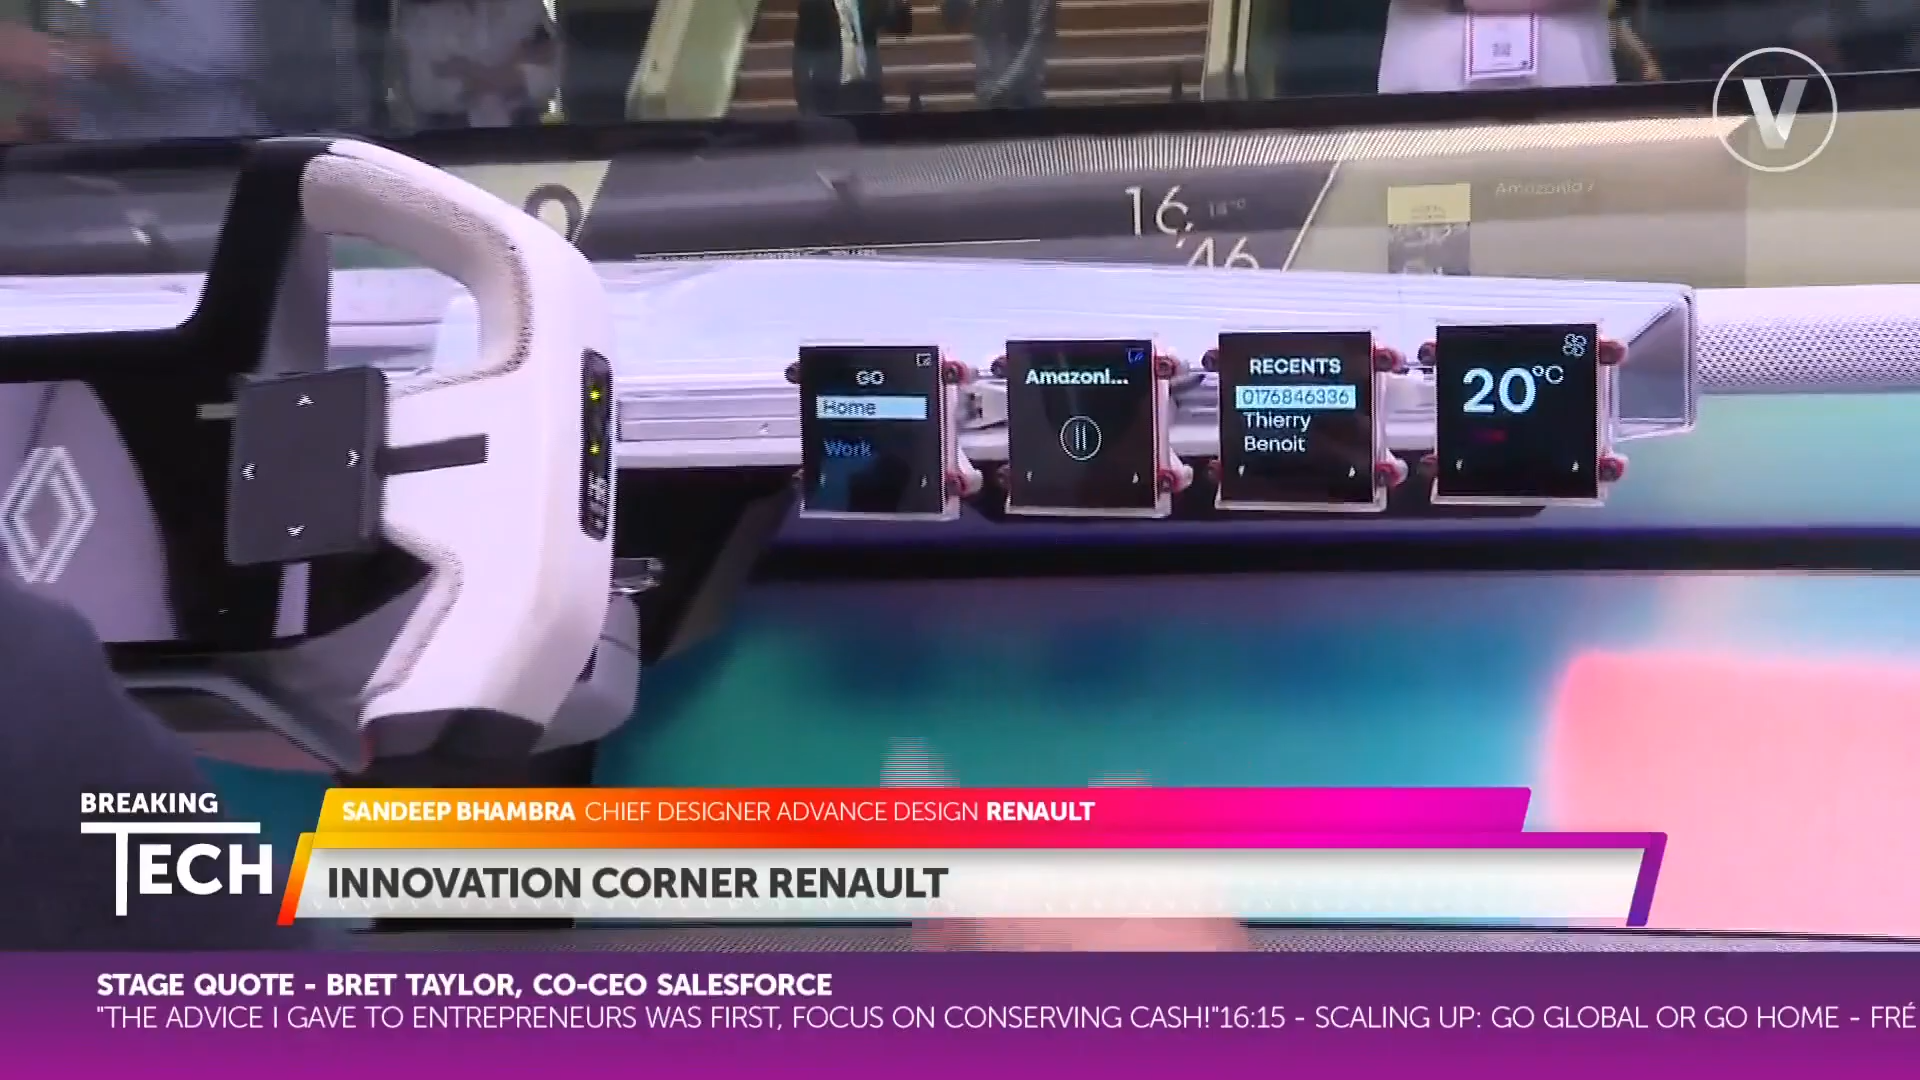 V
16
46
Amazonia
GO
Home
Work
Amazoni...
RECENTS
0176846336
Thierry
Benoit
20°C
BREAKING
TECH
SANDEEP BHAMBRA CHIEF DESIGNER ADVANCE DESIGN RENAULT
INNOVATION CORNER RENAULT
STAGE QUOTE - BRET TAYLOR, CO-CEO SALESFORCE
"THE ADVICE I GAVE TO ENTREPRENEURS WAS FIRST, FOCUS ON CONSERVING CASH!"16:15 - SCALING UP: GO GLOBAL OR GO HOME - FRÉ